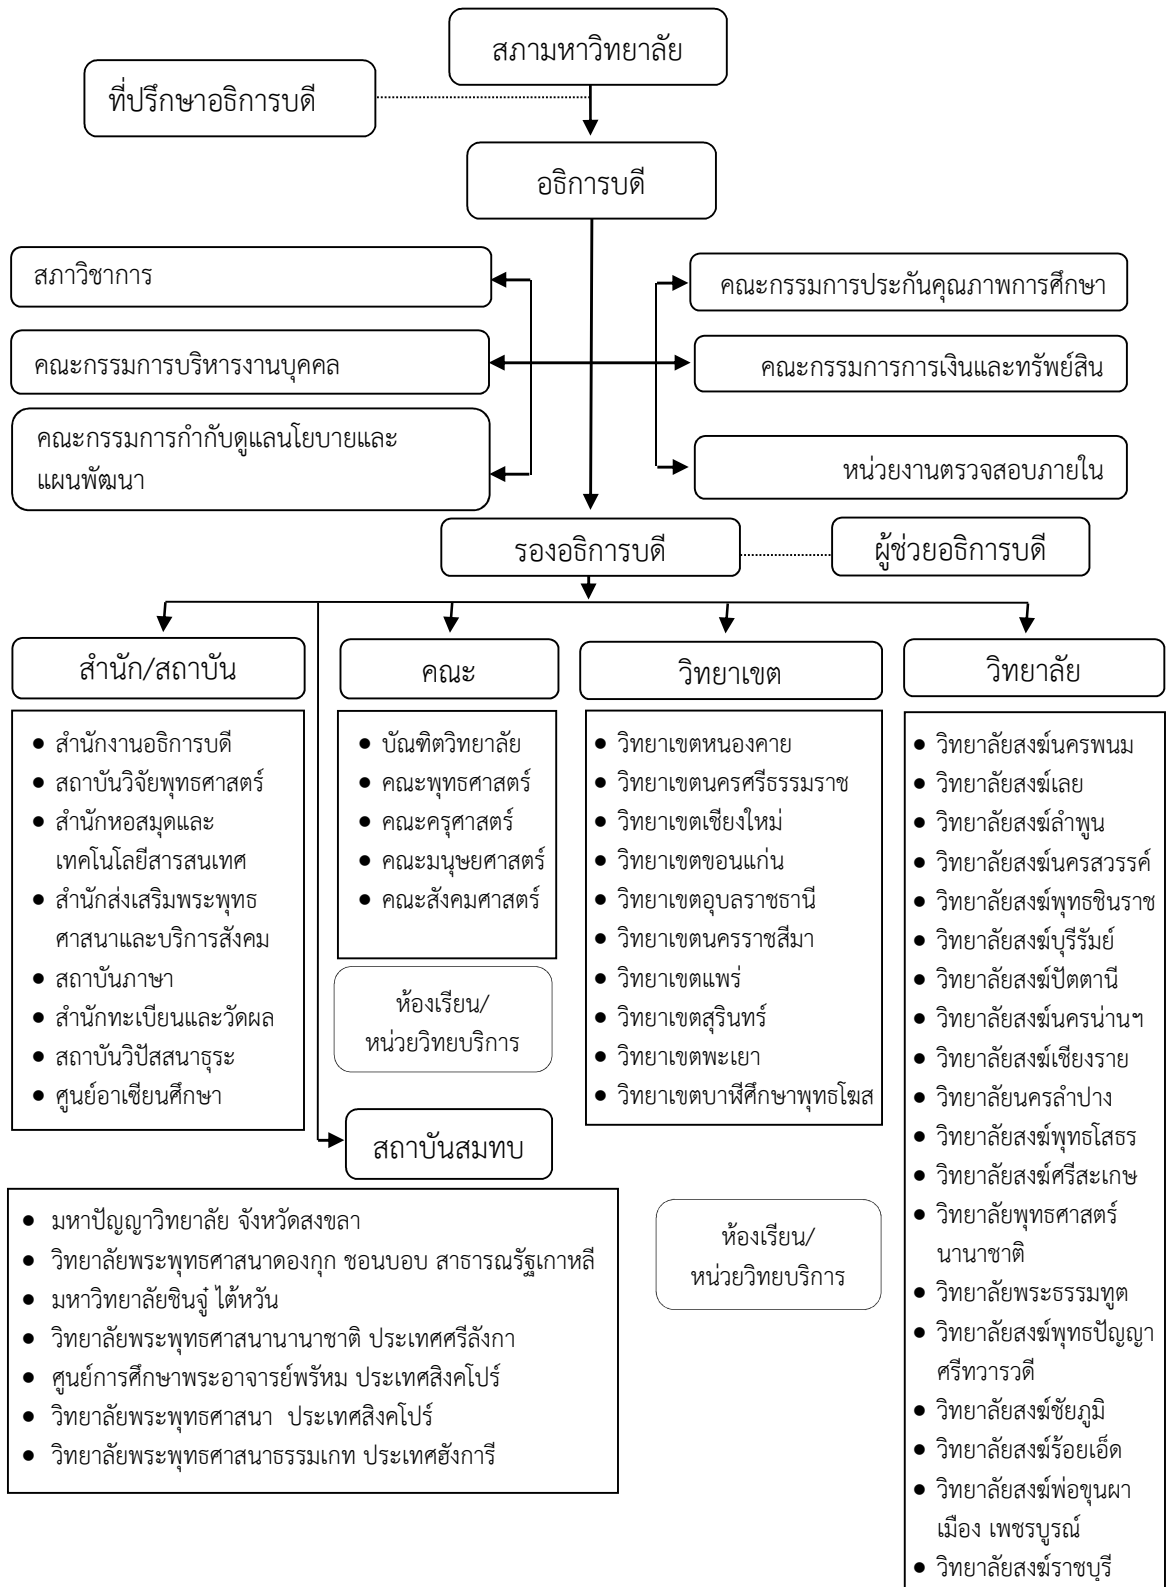 สภามหาวิทยาลัย
ที่ปรึกษาอธิการบดี
อธิการบดี
สภาวิชาการ
คณะกรรมการประกันคุณภาพการศึกษา
คณะกรรมการบริหารงานบุคคล
คณะกรรมการการเงินและทรัพย์สิน
คณะกรรมการกำกับดูแลนโยบายและ
แผนพัฒนา
หน่วยงานตรวจสอบภายใน
รองอธิการบดี
ผู้ช่วยอธิการบดี
สำนัก/สถาบัน
● สำนักงานอธิการบดี
● สถาบันวิจัยพุทธศาสตร์
● สำนักหอสมุดและ
เทคโนโลยีสารสนเทศ
● สำนักส่งเสริมพระพุทธ
ศาสนาและบริการสังคม
● สถาบันภาษา
● สำนักทะเบียนและวัดผล
● สถาบันวิปัสสนาธุระ
● ศูนย์อาเซียนศึกษา
คณะ
● บัณฑิตวิทยาลัย
● คณะพุทธศาสตร์
● คณะครุศาสตร์
● คณะมนุษยศาสตร์
● คณะสังคมศาสตร์
ห้องเรียน/
หน่วยวิทยบริการ
วิทยาเขต
● วิทยาเขตหนองคาย
● วิทยาเขตนครศรีธรรมราช
● วิทยาเขตเชียงใหม่
● วิทยาเขตขอนแก่น
● วิทยาเขตอุบลราชธานี
● วิทยาเขตนครราชสีมา
● วิทยาเขตแพร่
● วิทยาเขตสุรินทร์
● วิทยาเขตพะเยา
● วิทยาเขตบาฬีศึกษาพุทธโฆส
วิทยาลัย
● วิทยาลัยสงฆ์นครพนม
● วิทยาลัยสงฆ์เลย
● วิทยาลัยสงฆ์ลำพูน
● วิทยาลัยสงฆ์นครสวรรค์
● วิทยาลัยสงฆ์พุทธชินราช
● วิทยาลัยสงฆ์บุรีรัมย์
● วิทยาลัยสงฆ์ปัตตานี
● วิทยาลัยสงฆ์นครน่านฯ
● วิทยาลัยสงฆ์เชียงราย
● วิทยาลัยนครลำปาง
● วิทยาลัยสงฆ์พุทธโสธร
● วิทยาลัยสงฆ์ศรีสะเกษ
● วิทยาลัยพุทธศาสตร์
นานาชาติ
● วิทยาลัยพระธรรมทูต
● วิทยาลัยสงฆ์พุทธปัญญา
ศรีทวารวดี
● วิทยาลัยสงฆ์ชัยภูมิ
● วิทยาลัยสงฆ์ร้อยเอ็ด
● วิทยาลัยสงฆ์พ่อขุนผา
เมือง เพชรบูรณ์
● วิทยาลัยสงฆ์ราชบุรี
สถาบันสมทบ
● มหาปัญญาวิทยาลัย จังหวัดสงขลา
● วิทยาลัยพระพุทธศาสนาดองกุก ชอนบอบ สาธารณรัฐเกาหลี
● มหาวิทยาลัยชินจู๋ ไต้หวัน
● วิทยาลัยพระพุทธศาสนานานาชาติ ประเทศศรีลังกา
● ศูนย์การศึกษาพระอาจารย์พรัหม ประเทศสิงคโปร์
● วิทยาลัยพระพุทธศาสนา ประเทศสิงคโปร์
● วิทยาลัยพระพุทธศาสนาธรรมเกท ประเทศฮังการี
ห้องเรียน/
หน่วยวิทยบริการ